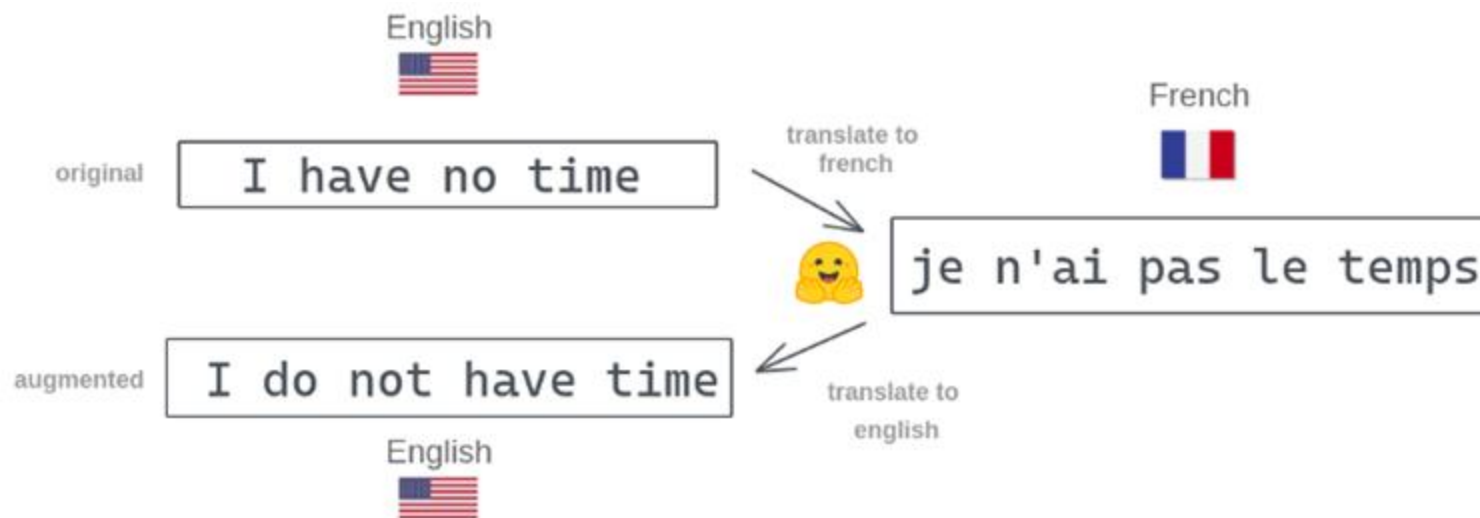 English
French
translate to
french
original
I have no time
je n'ai pas le temps
I do not have time
augmented
translate to
english
English